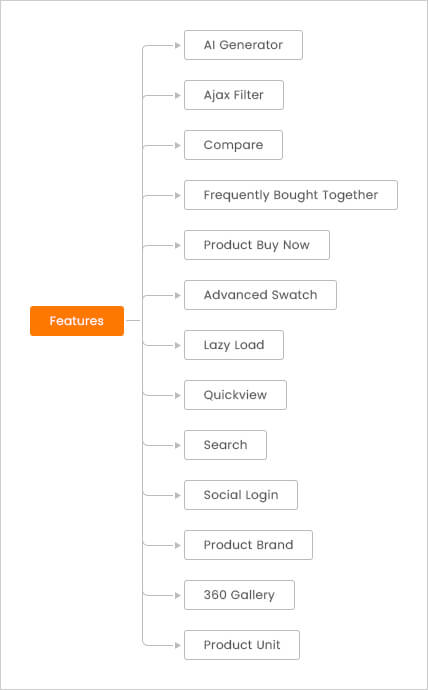 Features
AI Generator
Ajax Filter
Compare
Frequently Bought Together
Product Buy Now
Advanced Swatch
Lazy Load
Quickview
Search
Social Login
Product Brand
360 Gallery
Product Unit